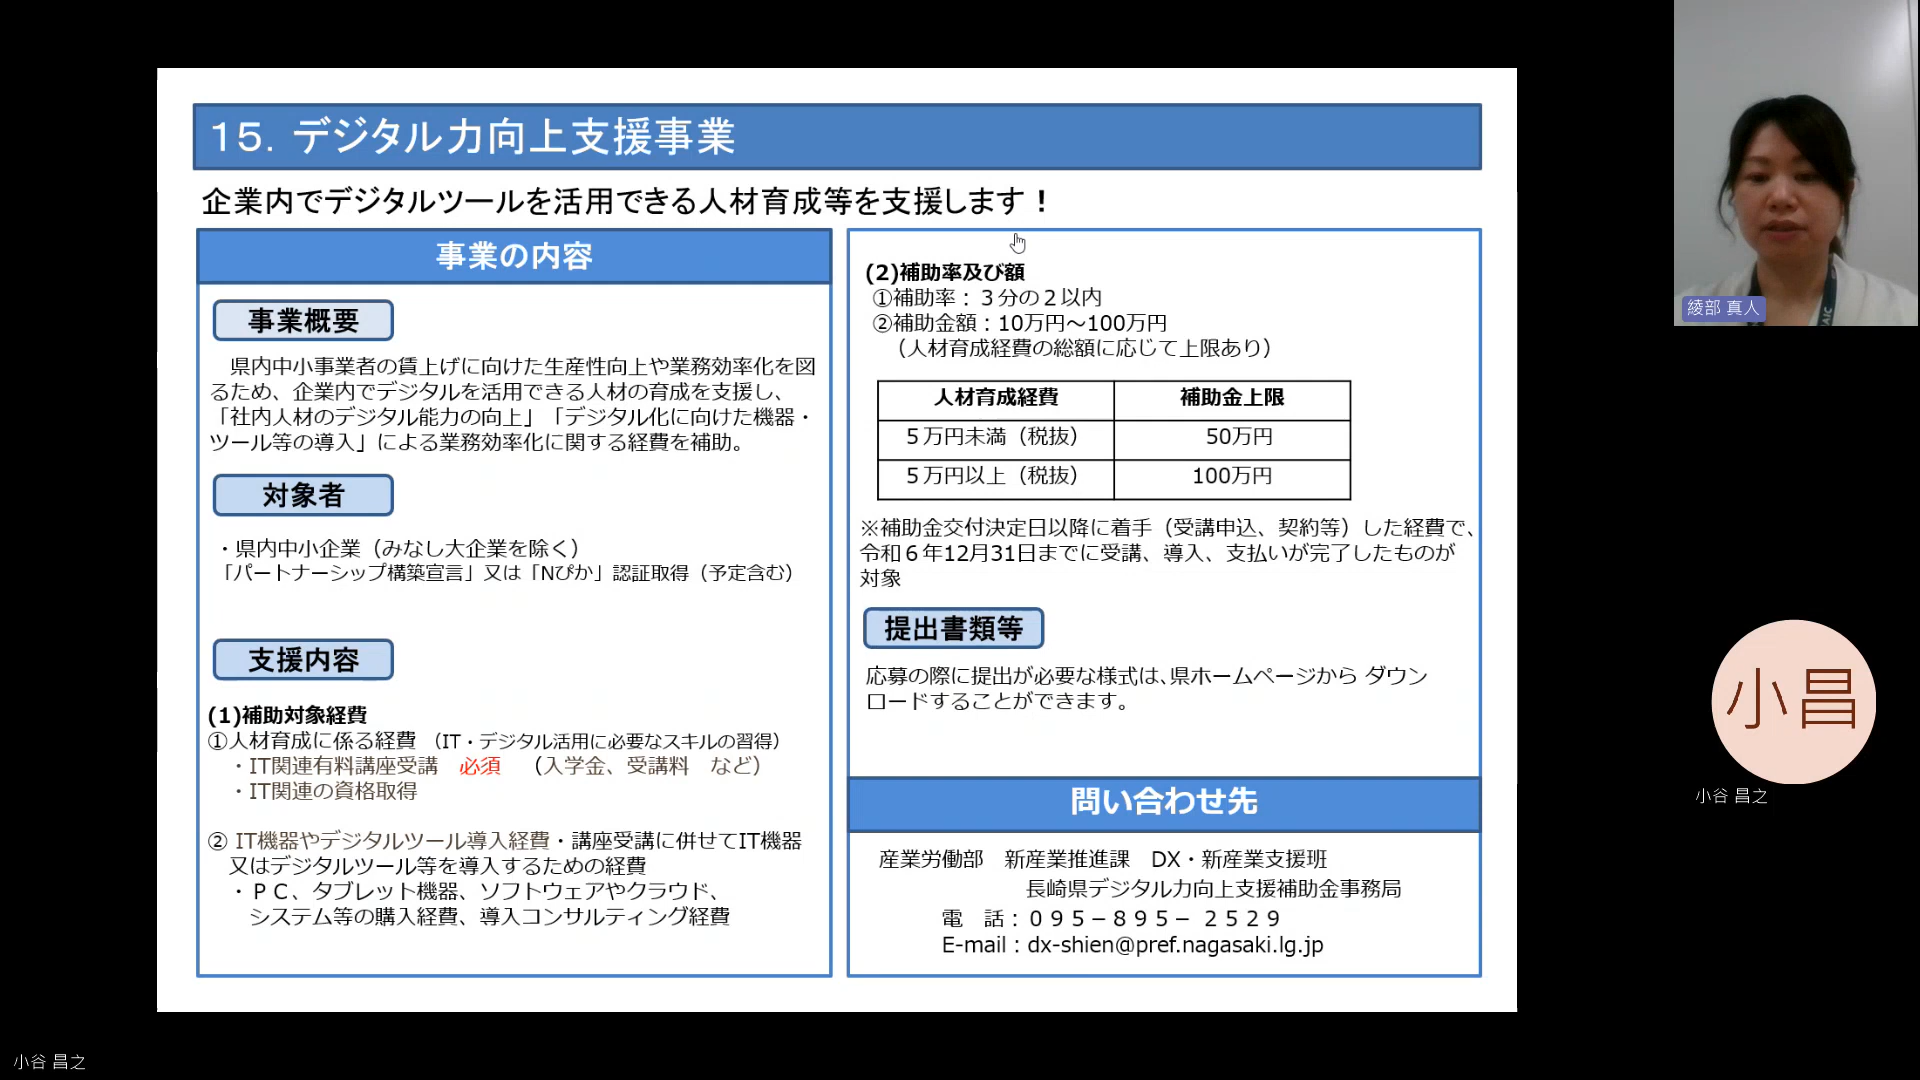 １５．デジタル力向上支援事業
企業内でデジタルツールを活用できる人材育成等を支援します！
事業の内容
事業概要
県内中小事業者の賃上げに向けた生産性向上や業務効率化を図
るため、企業内でデジタルを活用できる人材の育成を支援し、
「社内人材のデジタル能力の向上」「デジタル化に向けた機器・
ツール等の導入」による業務効率化に関する経費を補助。
対象者
・県内中小企業（みなし大企業を除く）
「パートナーシップ構築宣言」又は「Nぴか」認証取得（予定含む）
支援内容
(1)補助対象経費
①人材育成に係る経費 （IT・デジタル活用に必要なスキルの習得）
・IT関連有料講座受講　必須　（入学金、受講料　など）
・IT関連の資格取得
② IT機器やデジタルツール導入経費・講座受講に併せてIT機器
又はデジタルツール等を導入するための経費
・ＰＣ、タブレット機器、ソフトウェアやクラウド、
システム等の購入経費、導入コンサルティング経費
(2)補助率及び額
①補助率：３分の２以内
②補助金額：10万円～100万円
（人材育成経費の総額に応じて上限あり）
人材育成経費　補助金上限
５万円未満（税抜）　50万円
５万円以上（税抜）　100万円
※補助金交付決定日以降に着手（受講申込、契約等）した経費で、
令和６年12月31日までに受講、導入、支払いが完了したものが
対象
提出書類等
応募の際に提出が必要な様式は、県ホームページから ダウン
ロードすることができます。
問い合わせ先
産業労働部　新産業推進課　DX・新産業支援班
長崎県デジタル力向上支援補助金事務局
電　話：０９５－８９５－ ２５２９
E-mail：dx-shien@pref.nagasaki.lg.jp
綾部 真人
小昌
小谷 昌之
小谷 昌之